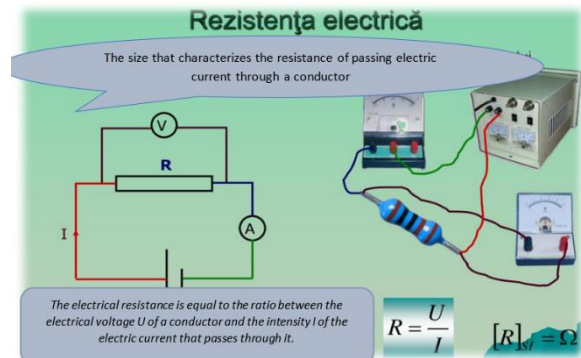 Rezistența electrică
The size that characterizes the resistance of passing electric
current through a conductor
V
R
I
A
The electrical resistance is equal to the ratio between the
electrical voltage U of a conductor and the intensity I of the
electric current that passes through it.
R = U/I
[R]SI = Ω